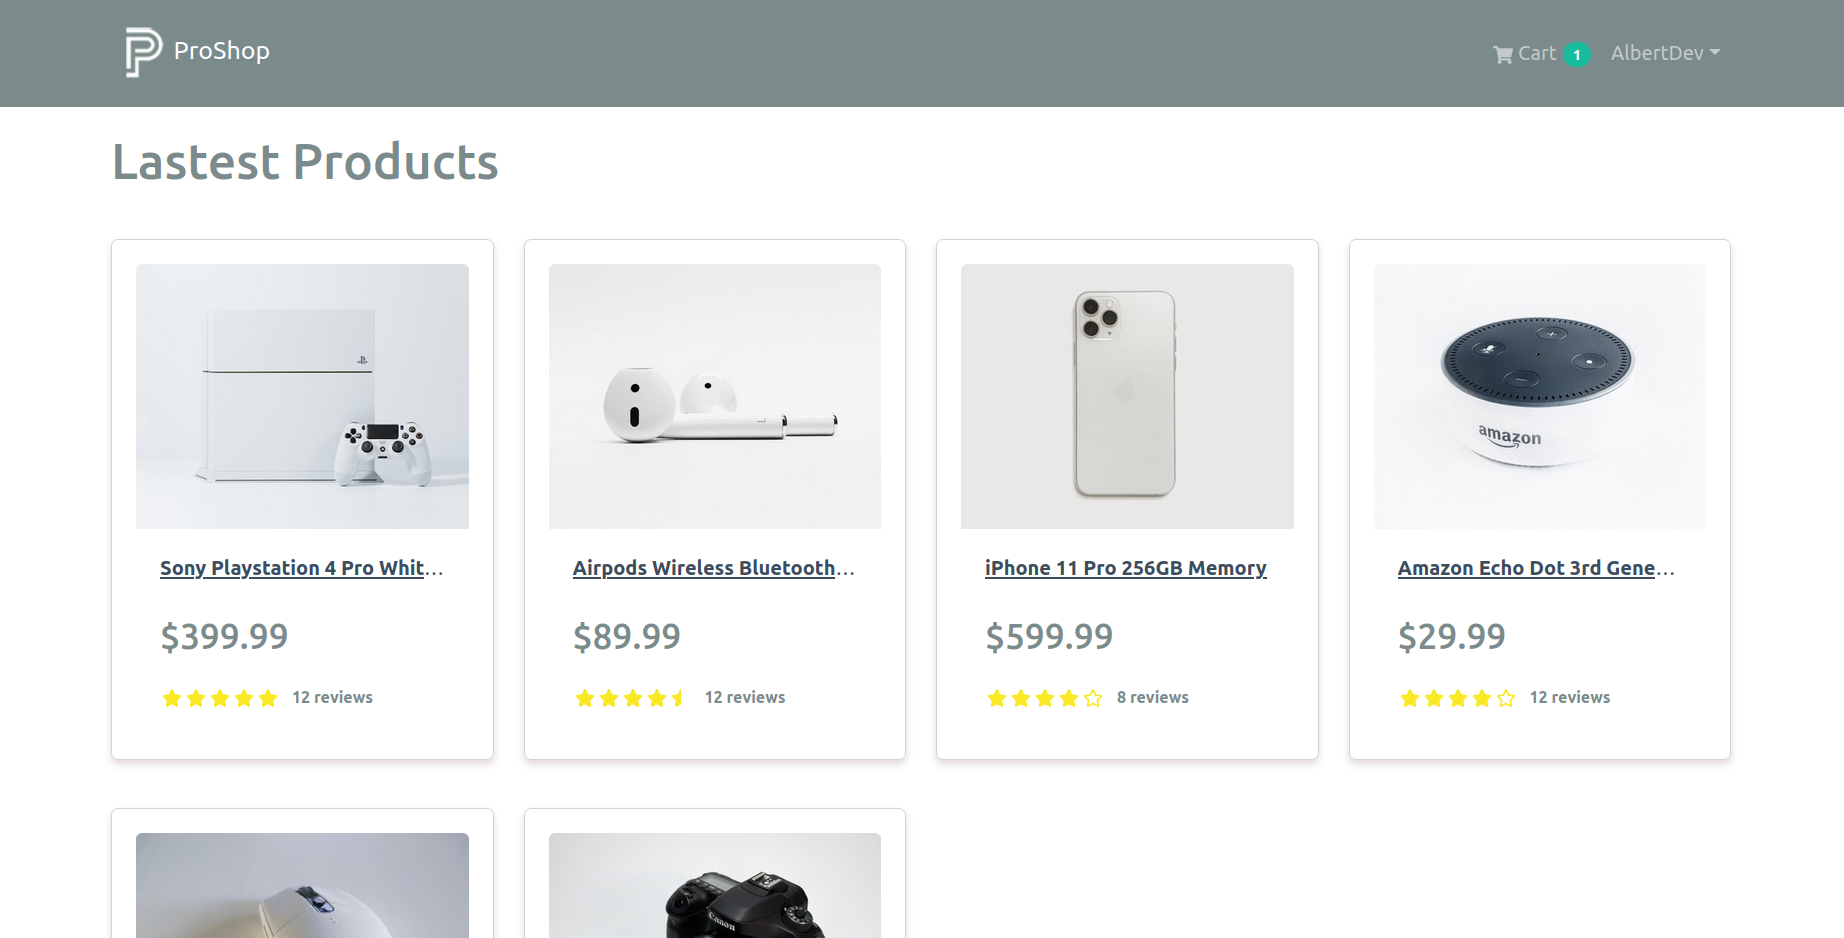 ProShop
Cart 1 AlbertDev
Lastest Products
amazon
Sony Playstation 4 Pro Whit...
Airpods Wireless Bluetooth...
iPhone 11 Pro 256GB Memory
Amazon Echo Dot 3rd Gene...
$399.99
$89.99
$599.99
$29.99
12 reviews
12 reviews
8 reviews
12 reviews
Canon